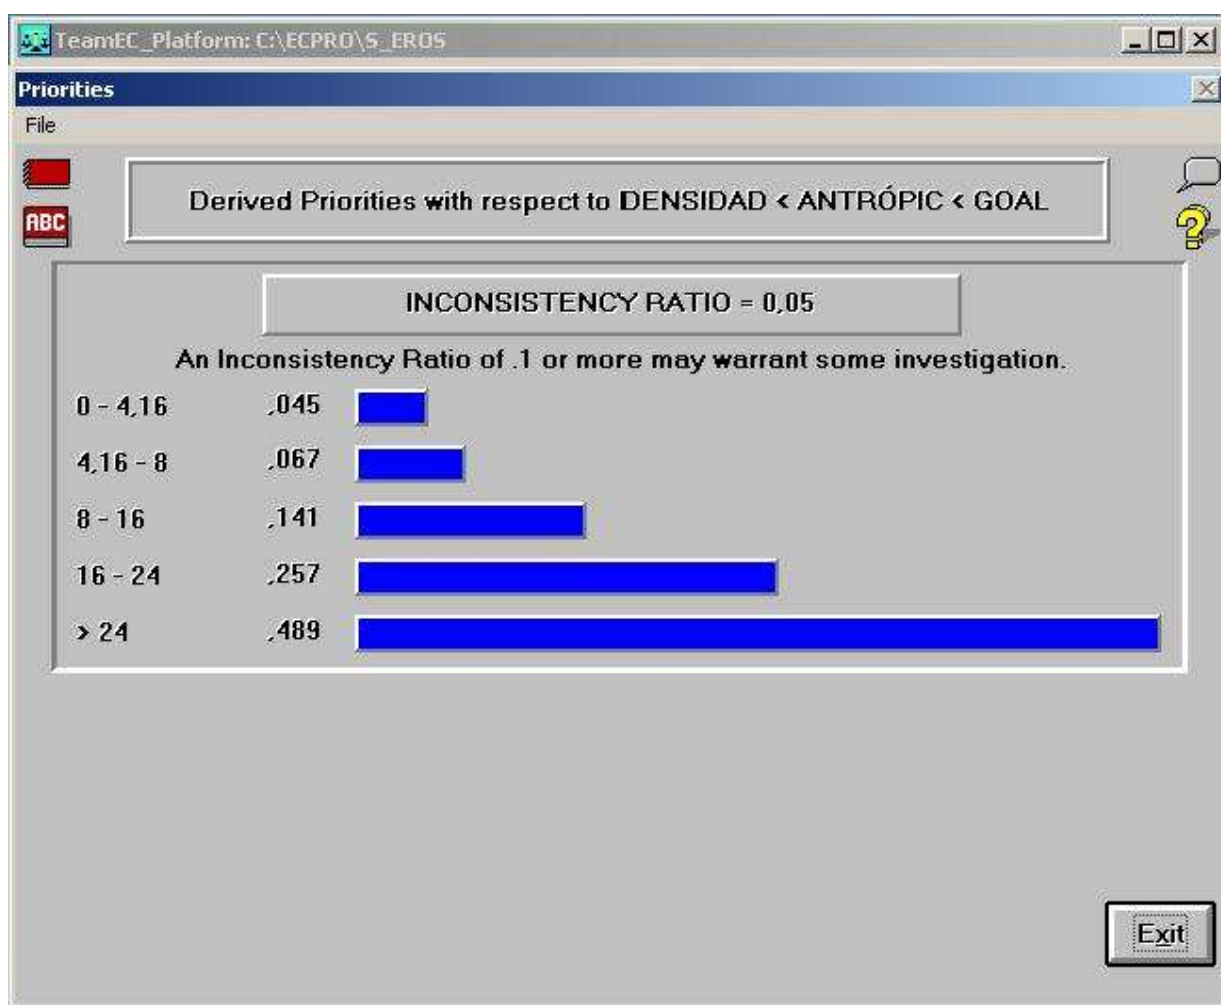 TeamEC_Platform: C:\ECPRO\S_EROS
Priorities
File
ABC
Derived Priorities with respect to DENSIDAD < ANTRÓPIC < GOAL
INCONSISTENCY RATIO = 0,05
An Inconsistency Ratio of .1 or more may warrant some investigation.
0 - 4,16 ,045
4,16 - 8 ,067
8 - 16 ,141
16 - 24 ,257
> 24 ,489
Exit